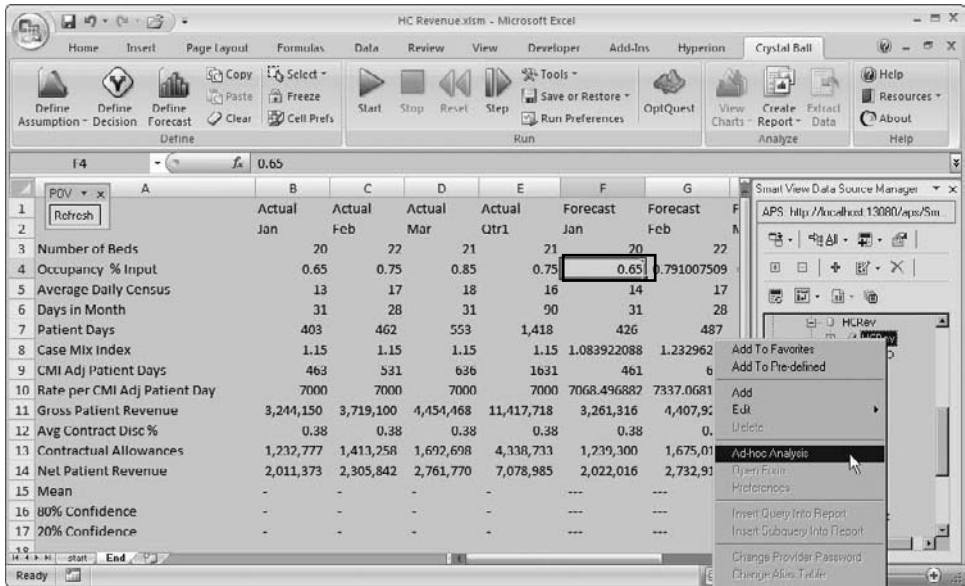 HC Revenue.xlsm - Microsoft Excel
Home Insert Page Layout Formulas Data Review View Developer Add-Ins Hyperion Crystal Ball
Define Assumption Define Decision Define Forecast Copy Paste Clear Select Freeze Cell Prefs
Start Stop Reset Step Tools Save or Restore Run Preferences OptQuest
View Charts Create Report Extract Data Help Resources About
Define Run Analyze Help
F4 fx 0.65
A B C D E F G
POV
Refresh
1 Actual Actual Actual Actual Forecast Forecast F
2 Jan Feb Mar Qtr1 Jan Feb
3 Number of Beds 20 22 21 21 20 22
4 Occupancy % Input 0.65 0.75 0.85 0.75 0.65 0.791007509
5 Average Daily Census 13 17 18 16 14 17
6 Days in Month 31 28 31 90 31 28
7 Patient Days 403 462 553 1,418 426 487
8 Case Mix Index 1.15 1.15 1.15 1.15 1.083922088 1.232962
9 CMI Adj Patient Days 463 531 636 1631 461 6
10 Rate per CMI Adj Patient Day 7000 7000 7000 7000 7068.496882 7337.0681
11 Gross Patient Revenue 3,244,150 3,719,100 4,454,468 11,417,718 3,261,316 4,407,92
12 Avg Contract Disc % 0.38 0.38 0.38 0.38 0.38 0.
13 Contractual Allowances 1,232,777 1,413,258 1,692,698 4,338,733 1,239,300 1,675,01
14 Net Patient Revenue 2,011,373 2,305,842 2,761,770 7,078,985 2,022,016 2,732,91
15 Mean - - - - --- ---
16 80% Confidence - - - - --- ---
17 20% Confidence - - - - --- ---
18
start End
Ready
Smart View Data Source Manager
APS: http://localhost:13080/aps/Sm...
All
HCRev
HCRev
Add To Favorites
Add To Pre-defined
Add
Edit
Delete
Ad-hoc Analysis
Open Form
Preferences
Insert Query Into Report
Insert Subquery Into Report
Change Provider Password
Change Alias Table